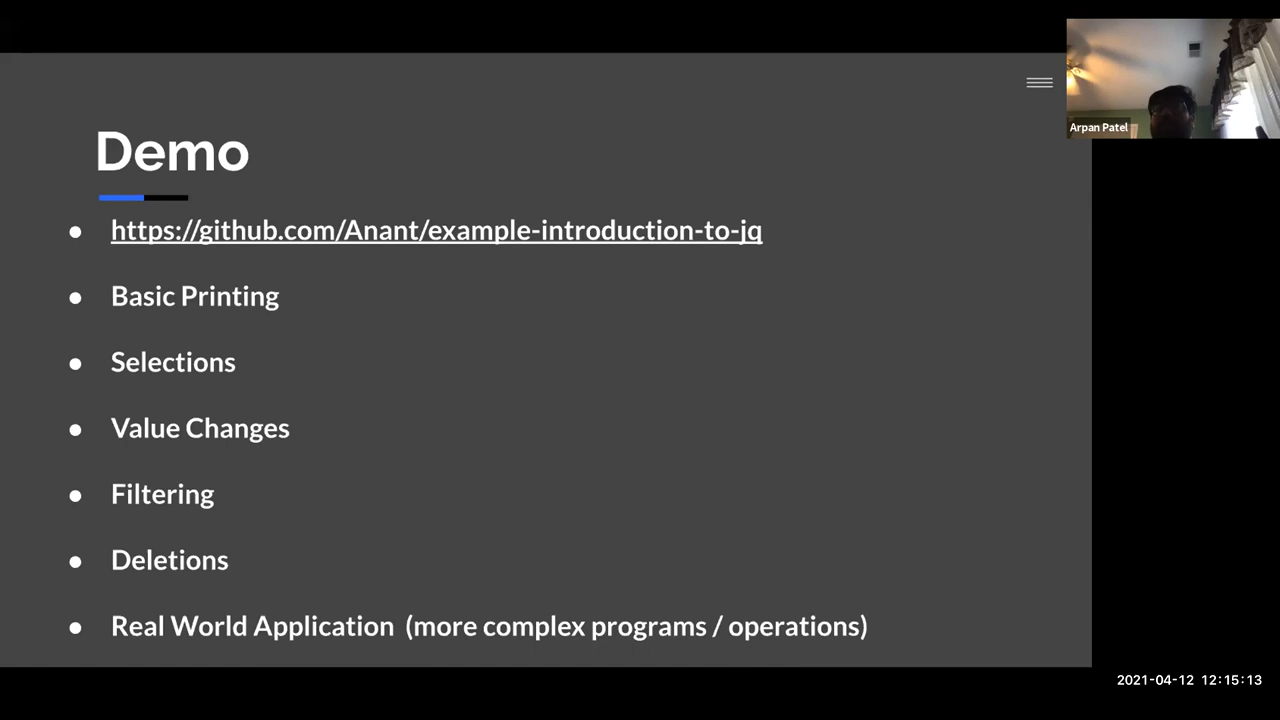 Demo
https://github.com/Anant/example-introduction-to-jq
Basic Printing
Selections
Value Changes
Filtering
Deletions
Real World Application (more complex programs / operations)
Arpan Patel
2021-04-12 12:15:13